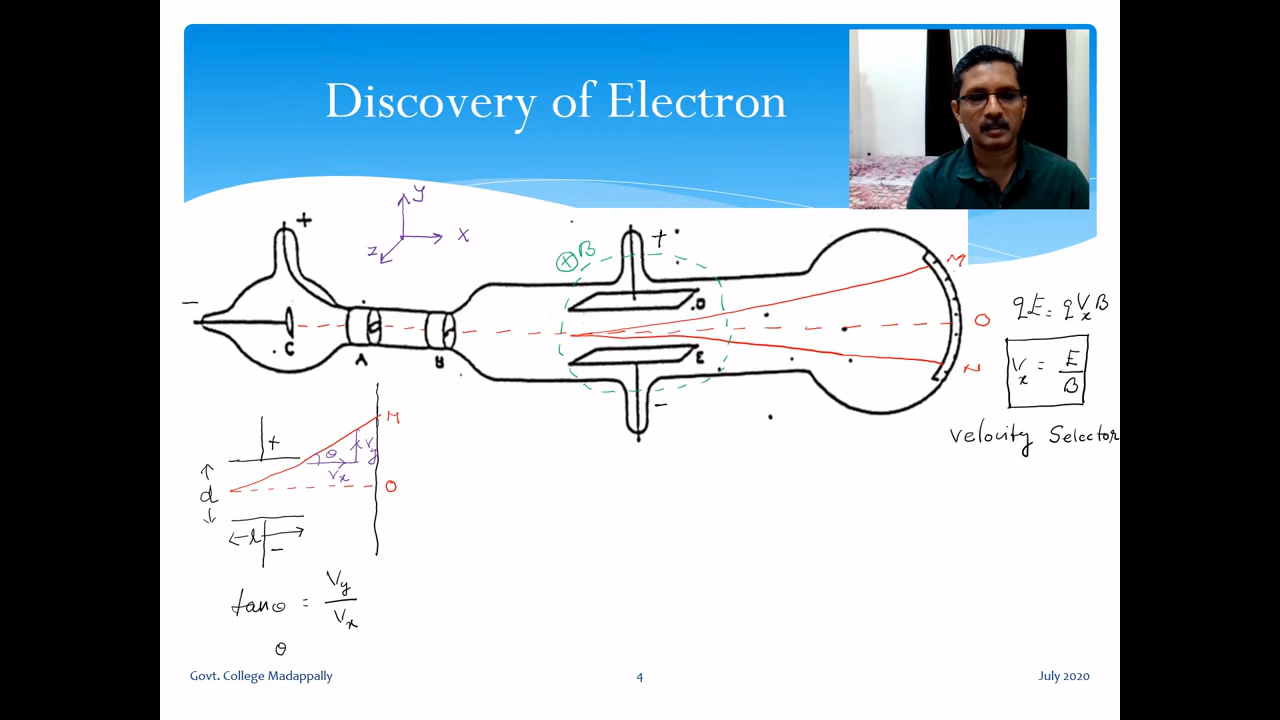 Discovery of Electron
y
x
z
+
−
C
A
B
⊕ B
+
D
E
−
M
O
N
qE = qVxB
Vx = E/B
Velocity Selector
+
M
θ
Vy
Vx
d
O
l
−
tanθ = Vy/Vx
θ
Govt. College Madappally
4
July 2020